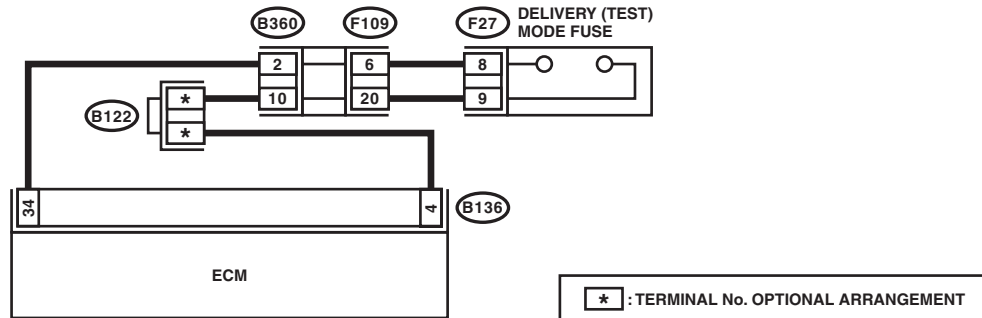 B360 F109 F27 DELIVERY (TEST)
MODE FUSE
2 6 8
10 20 9
B122
*
*
34 4 B136
ECM
* : TERMINAL No. OPTIONAL ARRANGEMENT